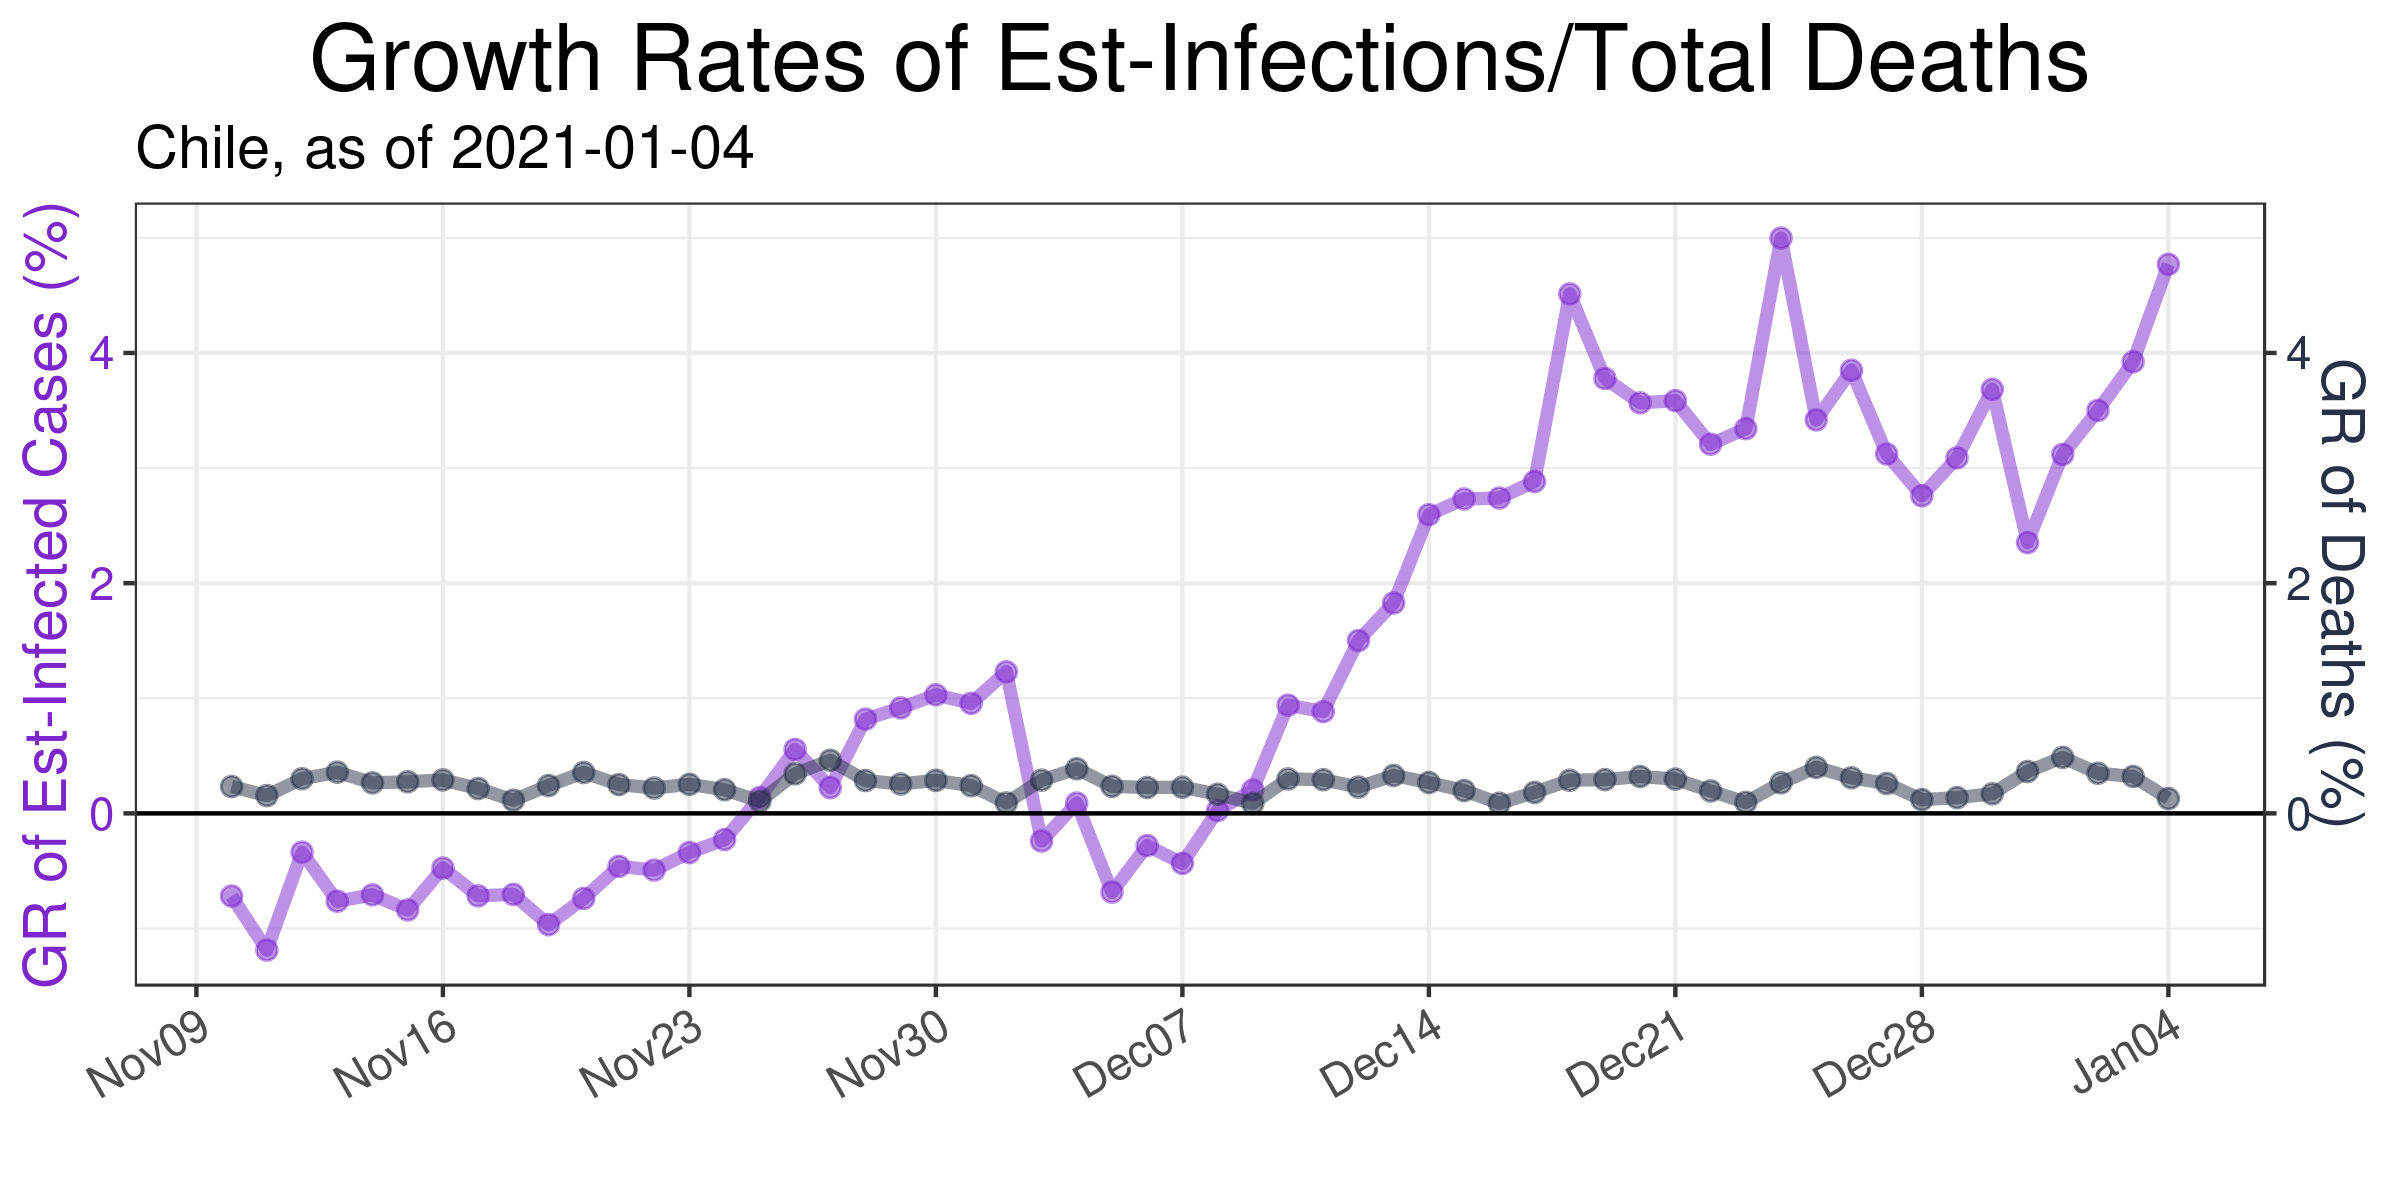 Growth Rates of Est-Infections/Total Deaths
Chile, as of 2021-01-04
GR of Est-Infected Cases (%)
4
2
0
4
2
0
GR of Deaths (%)
Nov09
Nov16
Nov23
Nov30
Dec07
Dec14
Dec21
Dec28
Jan04